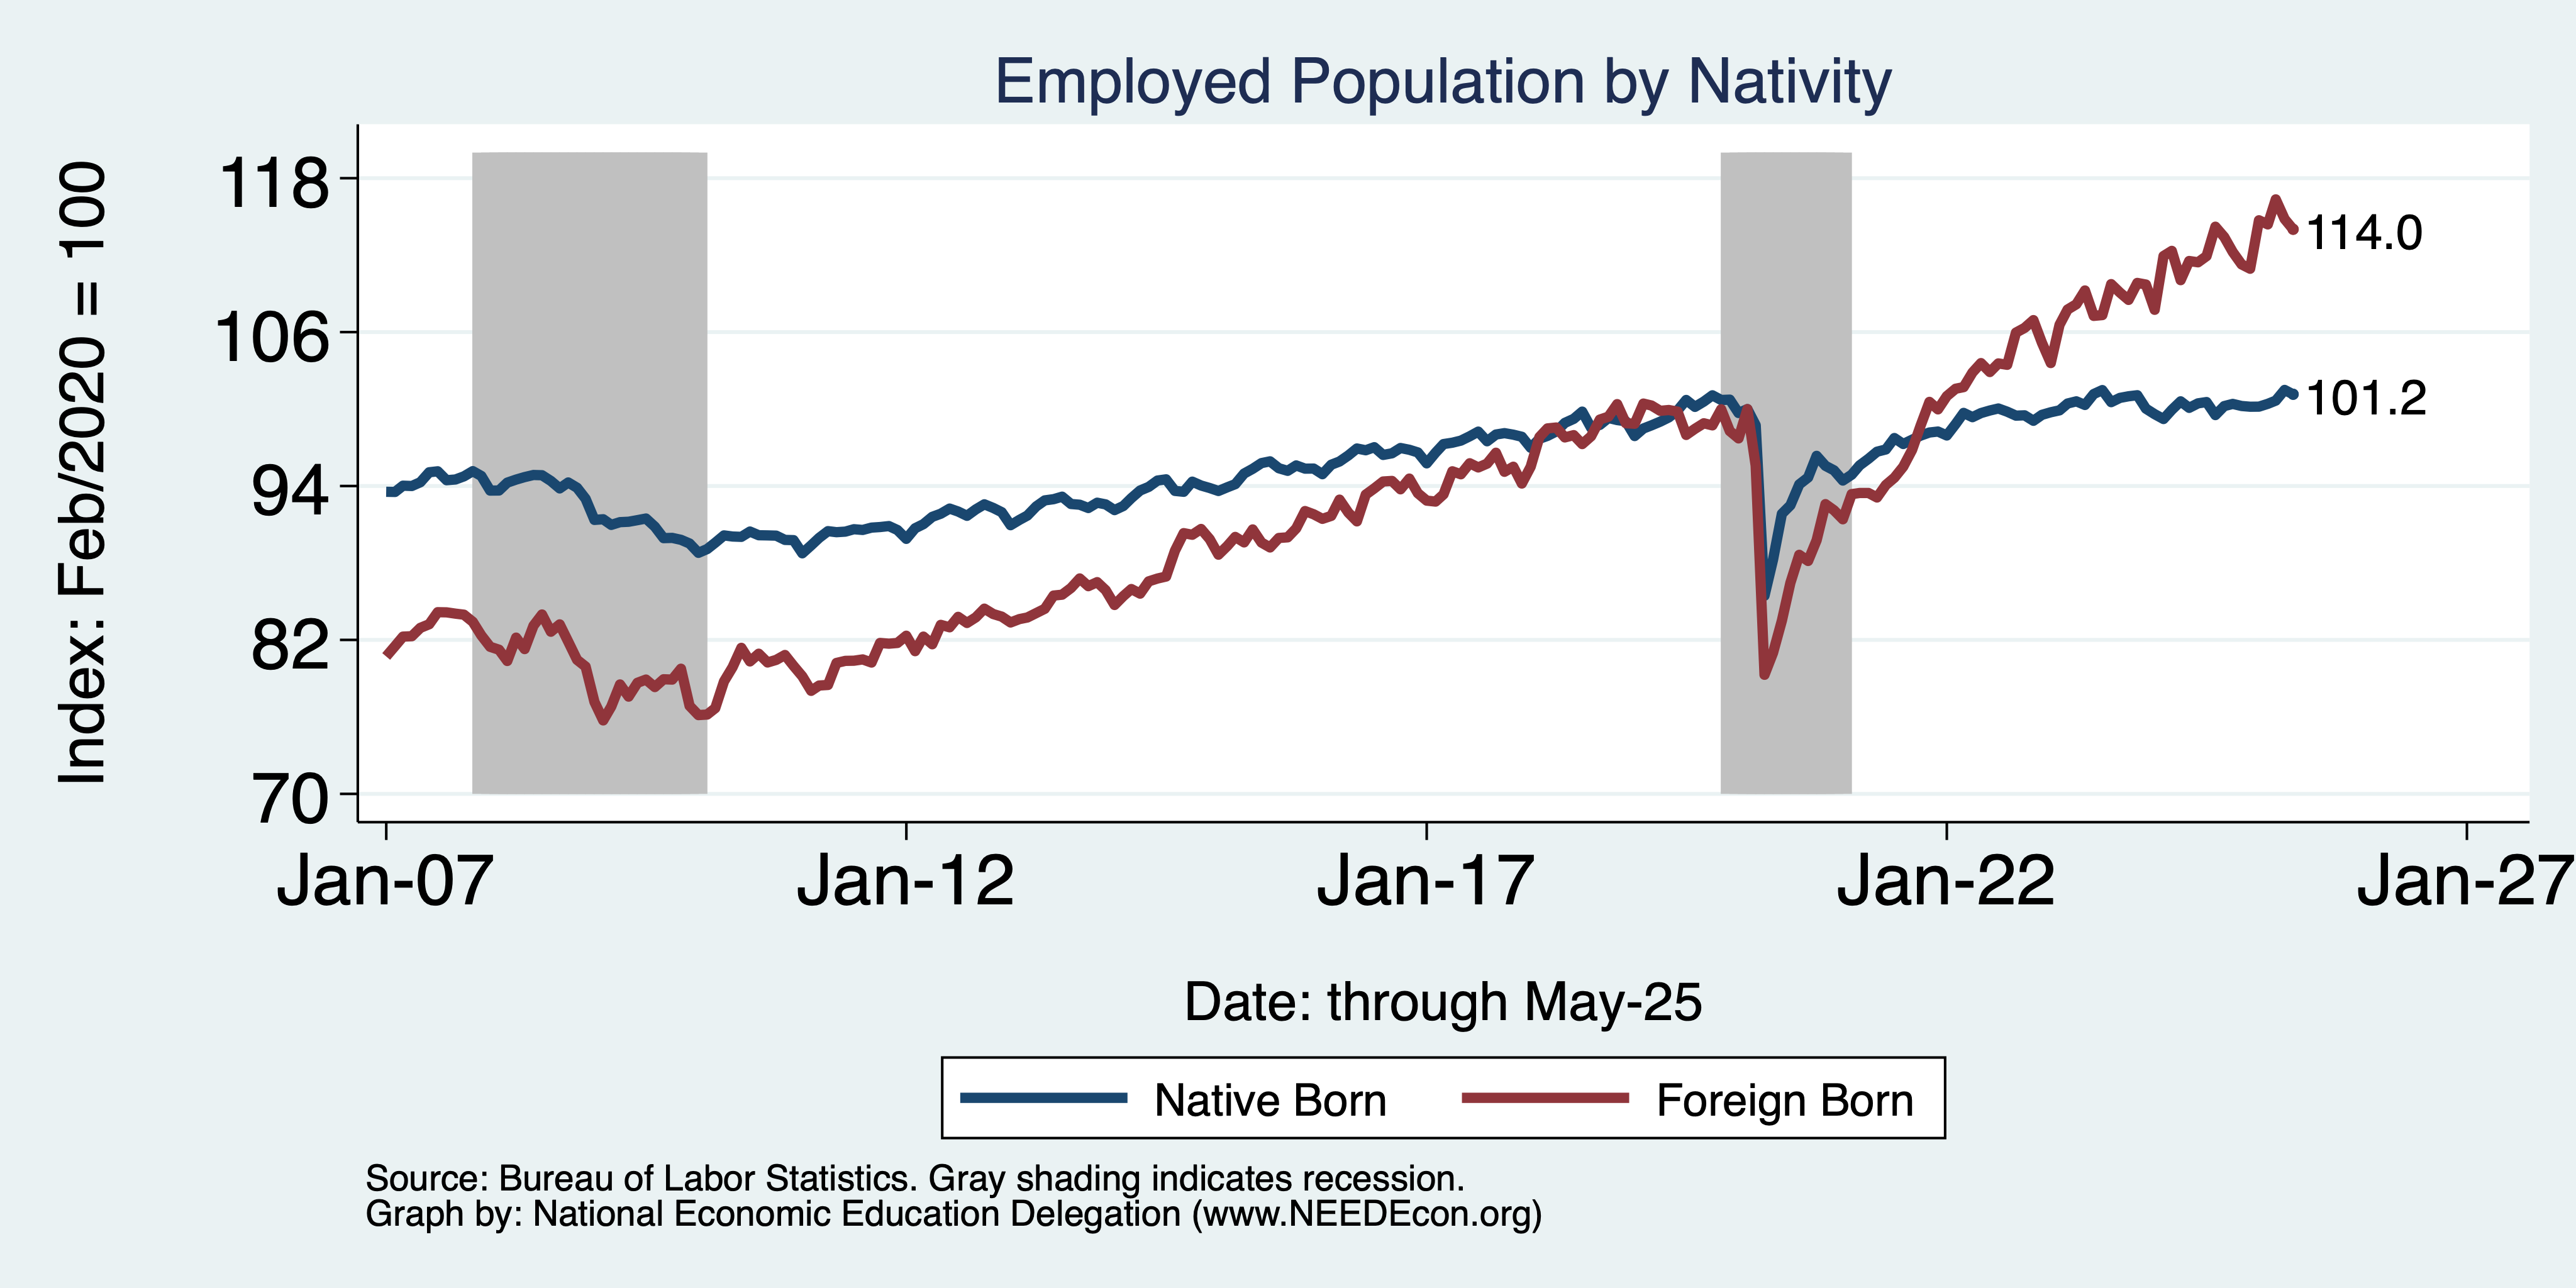 Employed Population by Nativity
Index: Feb/2020 = 100
118
106
94
82
70
114.0
101.2
Jan-07 Jan-12 Jan-17 Jan-22 Jan-27
Date: through May-25
Native Born Foreign Born
Source: Bureau of Labor Statistics. Gray shading indicates recession.
Graph by: National Economic Education Delegation (www.NEEDEcon.org)